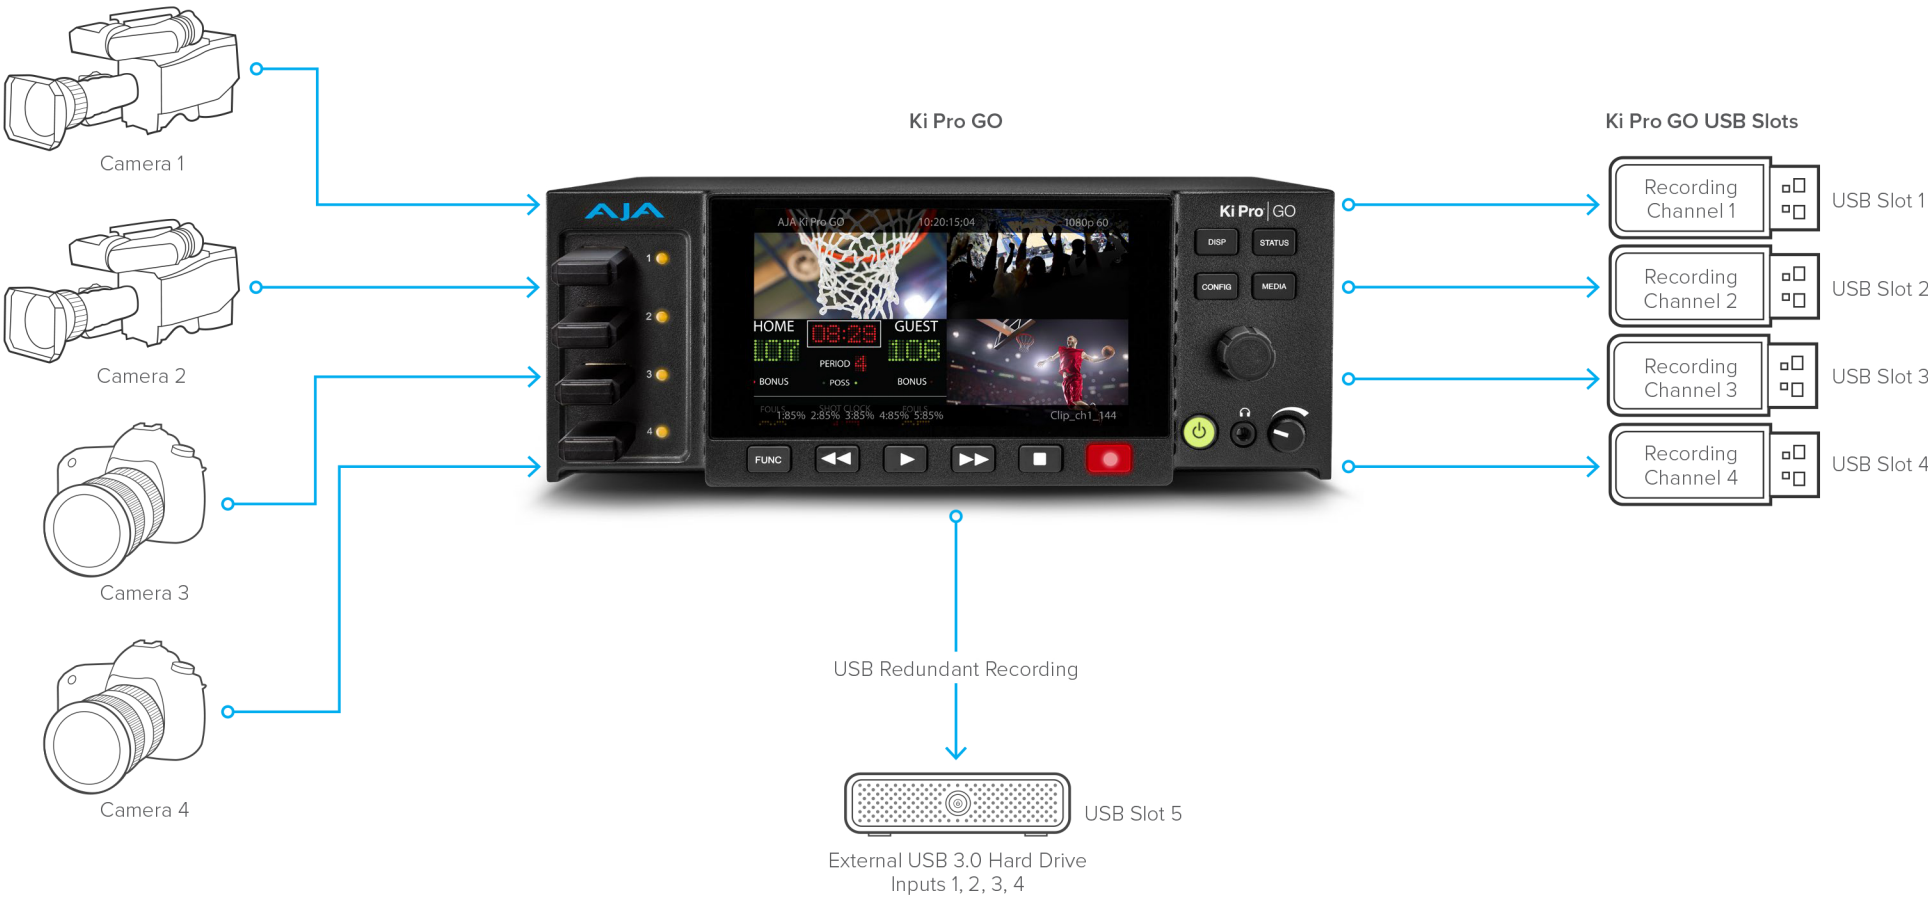 Camera 1
Camera 2
Camera 3
Camera 4
Ki Pro GO
AJA
1
2
3
4
AJA Ki Pro GO 10:20:15;04 1080p 60
HOME 08:29 GUEST
107 106
PERIOD 4
BONUS POSS BONUS
FOULS SHOT CLOCK FOULS
1:85% 2:85% 3:85% 4:85% 5:85% Clip_ch1_144
FUNC
Ki Pro GO
DISP STATUS
CONFIG MEDIA
USB Redundant Recording
USB Slot 5
External USB 3.0 Hard Drive
Inputs 1, 2, 3, 4
Ki Pro GO USB Slots
Recording
Channel 1
USB Slot 1
Recording
Channel 2
USB Slot 2
Recording
Channel 3
USB Slot 3
Recording
Channel 4
USB Slot 4